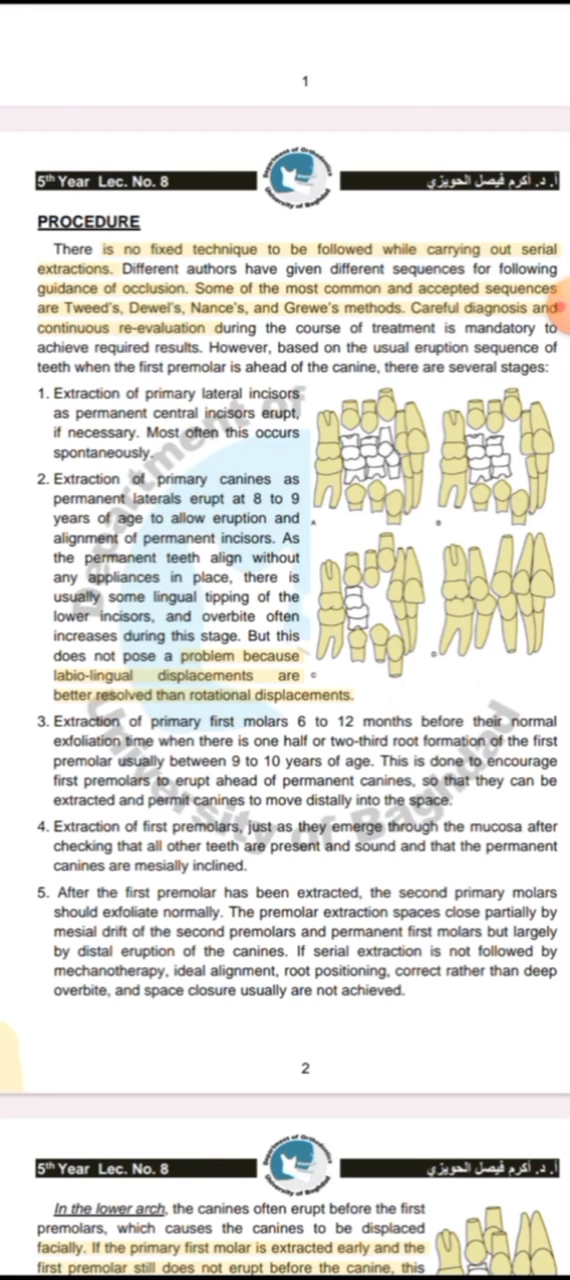 1
5th Year Lec. No. 8
أ. د. أكرم فيصل الحويزي
PROCEDURE
There is no fixed technique to be followed while carrying out serial
extractions. Different authors have given different sequences for following
guidance of occlusion. Some of the most common and accepted sequences
are Tweed's, Dewel's, Nance's, and Grewe's methods. Careful diagnosis and
continuous re-evaluation during the course of treatment is mandatory to
achieve required results. However, based on the usual eruption sequence of
teeth when the first premolar is ahead of the canine, there are several stages:
1. Extraction of primary lateral incisors
as permanent central incisors erupt,
if necessary. Most often this occurs
spontaneously.
2. Extraction of primary canines as
permanent laterals erupt at 8 to 9
years of age to allow eruption and
alignment of permanent incisors. As
the permanent teeth align without
any appliances in place, there is
usually some lingual tipping of the
lower incisors, and overbite often
increases during this stage. But this
does not pose a problem because
labio-lingual displacements are
better resolved than rotational displacements.
A
B
C
D
3. Extraction of primary first molars 6 to 12 months before their normal
exfoliation time when there is one half or two-third root formation of the first
premolar usually between 9 to 10 years of age. This is done to encourage
first premolars to erupt ahead of permanent canines, so that they can be
extracted and permit canines to move distally into the space.
4. Extraction of first premolars, just as they emerge through the mucosa after
checking that all other teeth are present and sound and that the permanent
canines are mesially inclined.
5. After the first premolar has been extracted, the second primary molars
should exfoliate normally. The premolar extraction spaces close partially by
mesial drift of the second premolars and permanent first molars but largely
by distal eruption of the canines. If serial extraction is not followed by
mechanotherapy, ideal alignment, root positioning, correct rather than deep
overbite, and space closure usually are not achieved.
Department of
University of Baghdad
2
5th Year Lec. No. 8
أ. د. أكرم فيصل الحويزي
In the lower arch, the canines often erupt before the first
premolars, which causes the canines to be displaced
facially. If the primary first molar is extracted early and the
first premolar still does not erupt before the canine, this